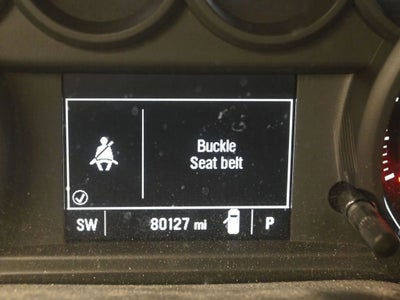 Buckle
Seat belt
SW 80127 mi P